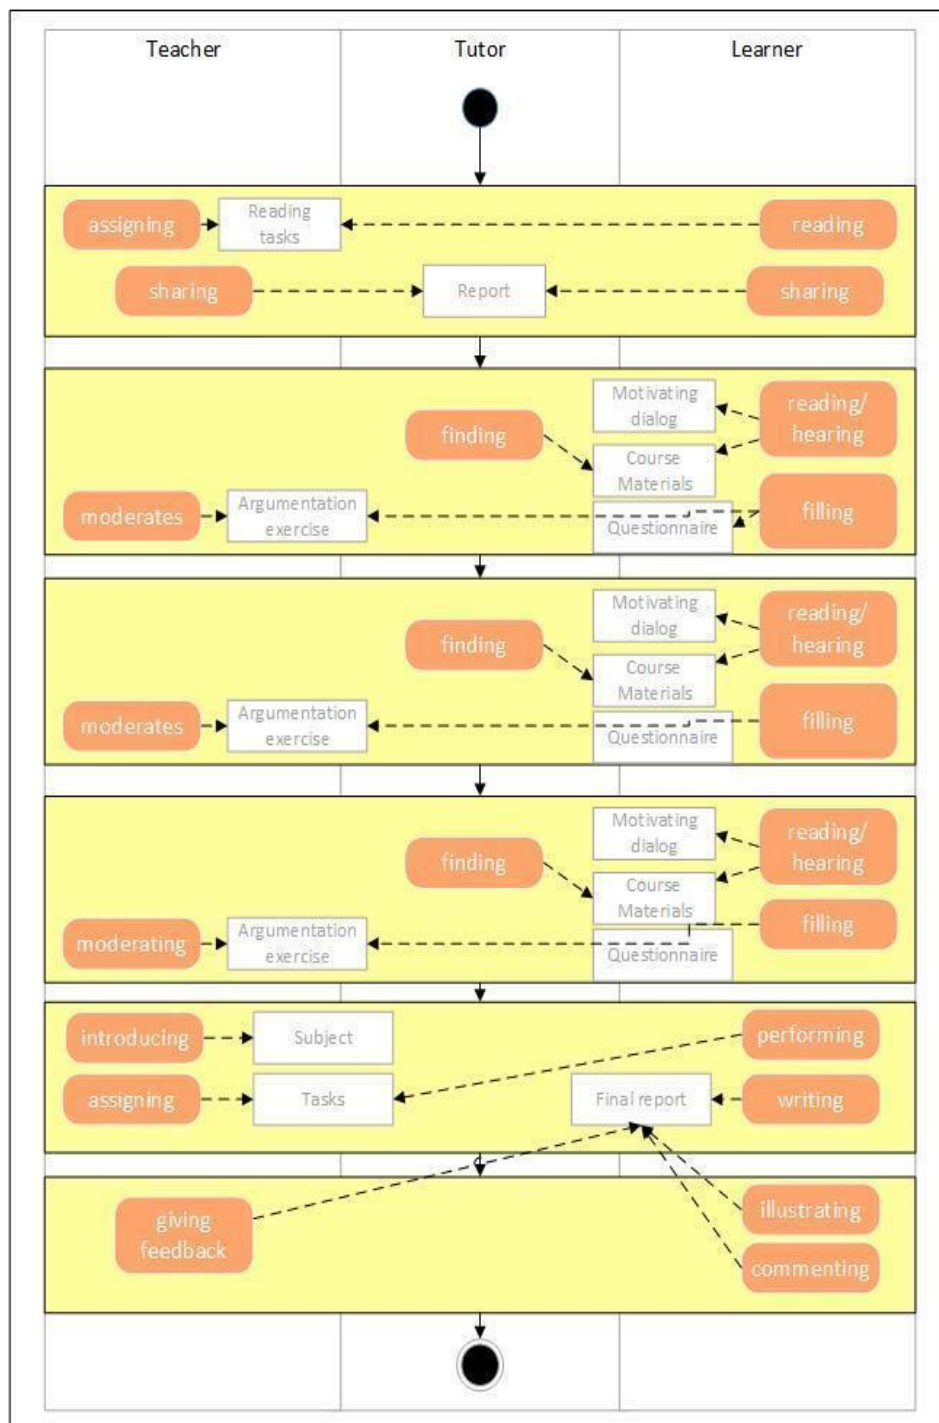 Teacher
Tutor
Learner
assigning
Reading
tasks
reading
sharing
Report
sharing
Motivating
dialog
reading/
hearing
finding
Course
Materials
moderates
Argumentation
exercise
Questionnaire
filling
Motivating
dialog
reading/
hearing
finding
Course
Materials
moderates
Argumentation
exercise
Questionnaire
filling
Motivating
dialog
reading/
hearing
finding
Course
Materials
moderating
Argumentation
exercise
Questionnaire
filling
introducing
Subject
performing
assigning
Tasks
Final report
writing
giving
feedback
illustrating
commenting